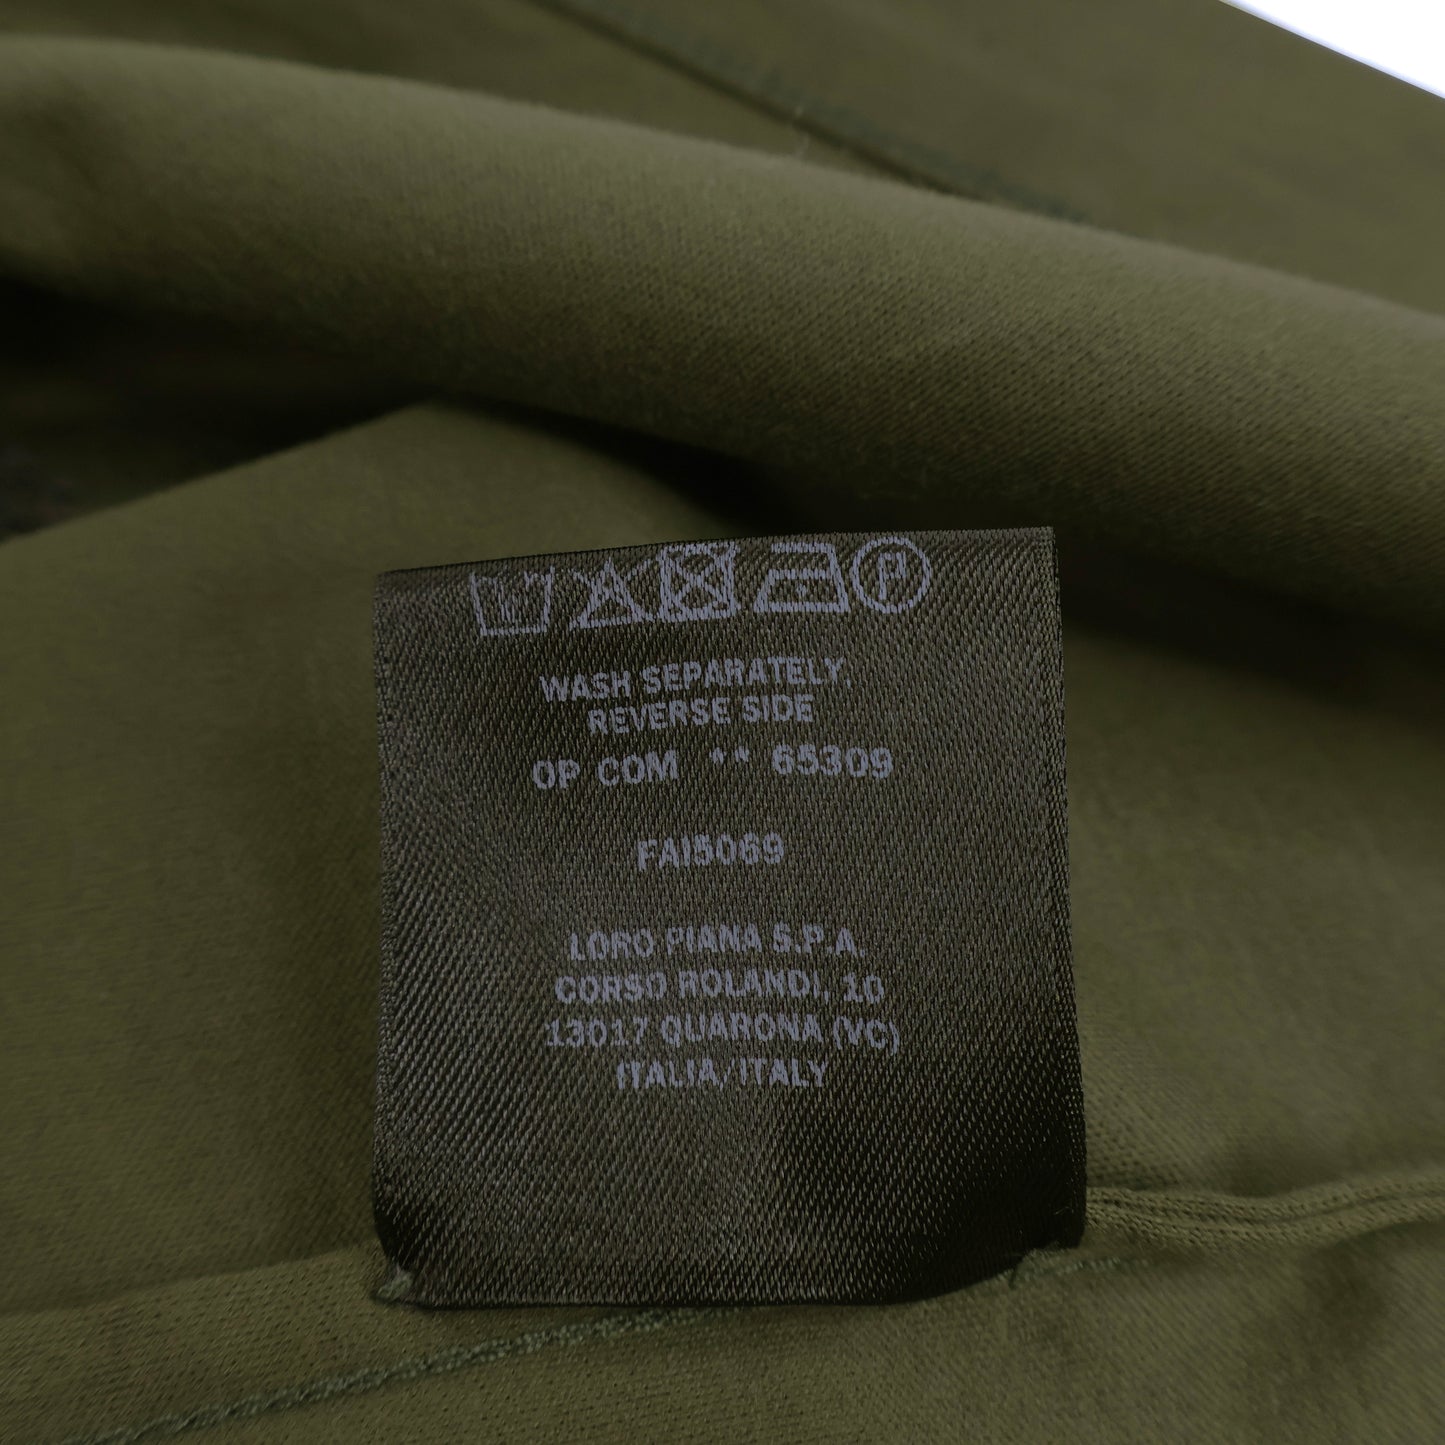 P
WASH SEPARATELY.
REVERSE SIDE
OP COM ** 65309
FAI5069
LORO PIANA S.P.A.
CORSO ROLANDI, 10
13017 QUARONA (VC)
ITALIA, ITALY